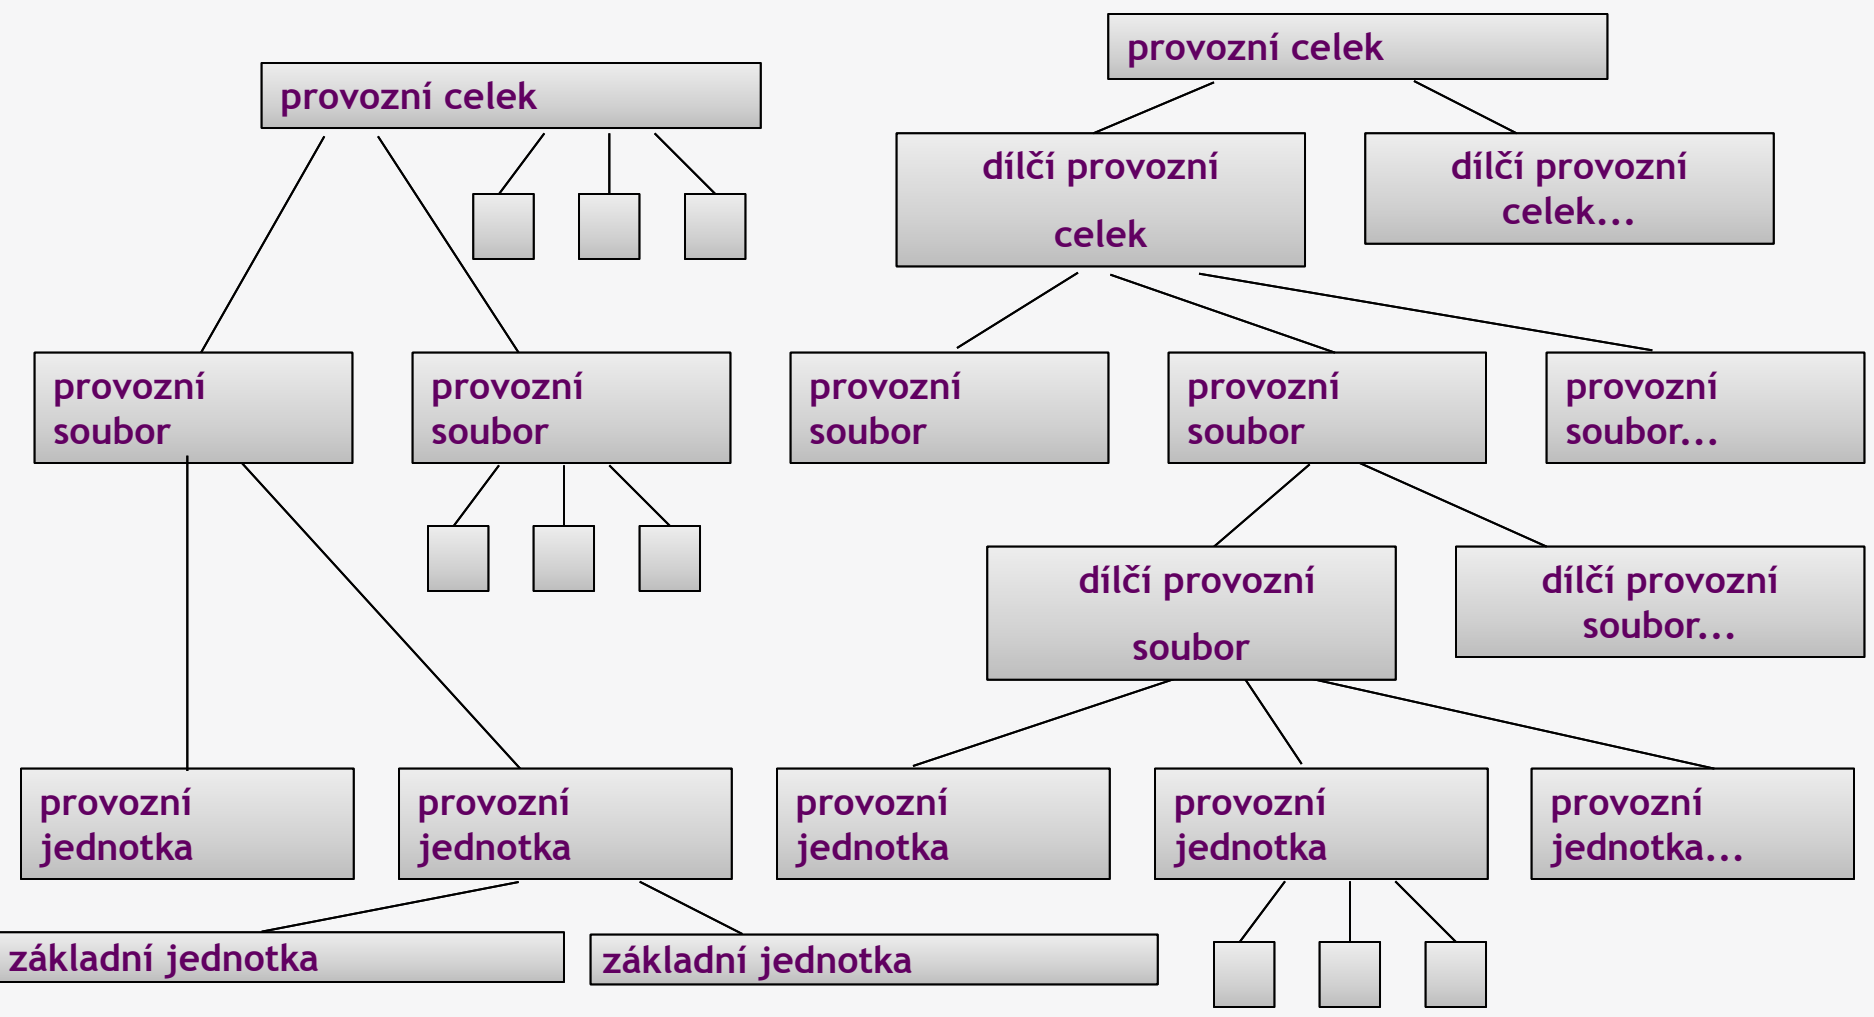 provozní celek
provozní celek
dílčí provozní
celek
dílčí provozní
celek...
provozní
soubor
provozní
soubor
provozní
soubor
provozní
soubor
provozní
soubor...
dílčí provozní
soubor
dílčí provozní
soubor...
provozní
jednotka
provozní
jednotka
provozní
jednotka
provozní
jednotka
provozní
jednotka...
základní jednotka
základní jednotka